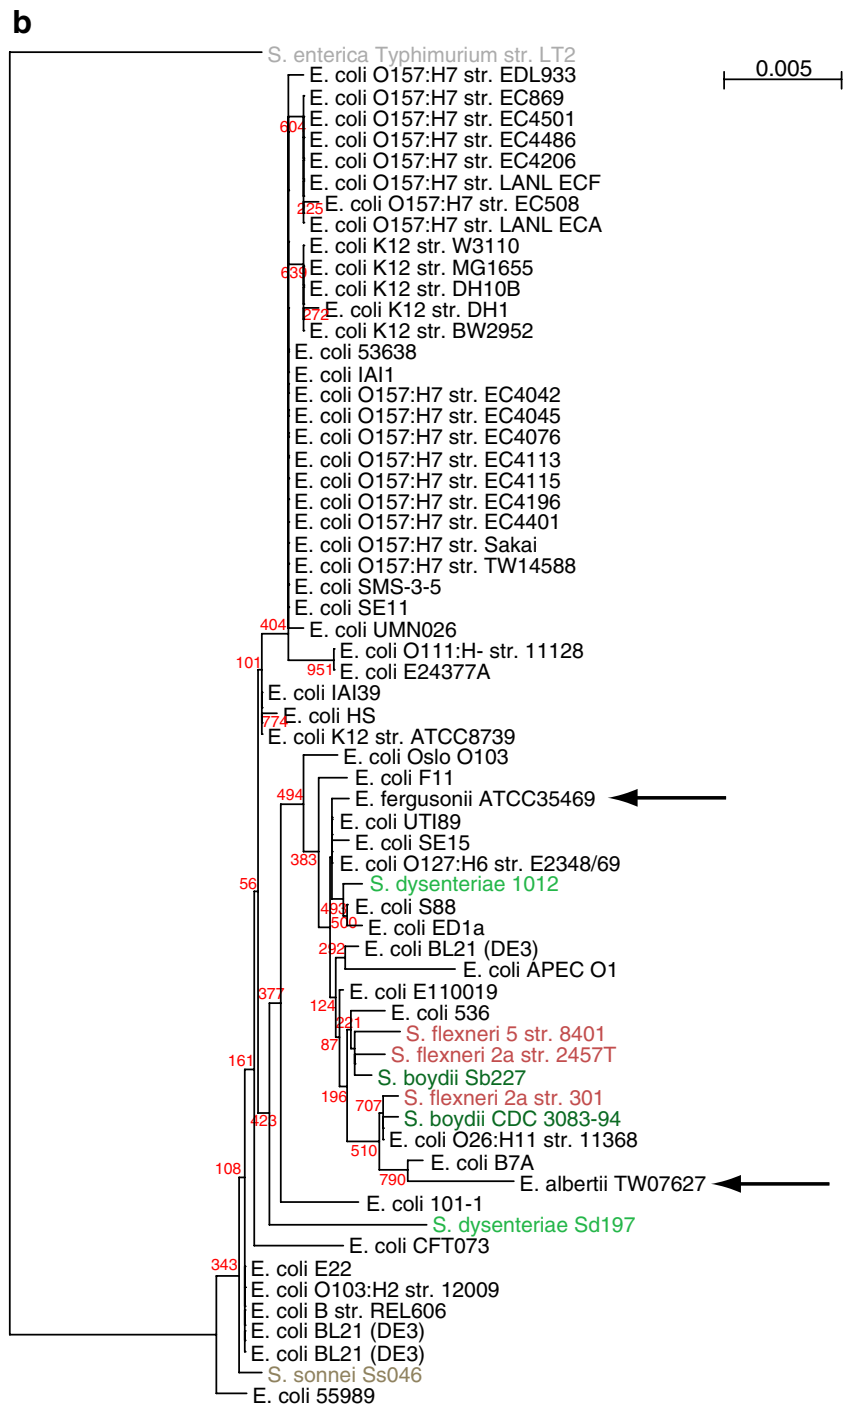 b
S. enterica Typhimurium str. LT2
0.005
E. coli O157:H7 str. EDL933
E. coli O157:H7 str. EC869
E. coli O157:H7 str. EC4501
604
E. coli O157:H7 str. EC4486
E. coli O157:H7 str. EC4206
E. coli O157:H7 str. LANL ECF
225
E. coli O157:H7 str. EC508
E. coli O157:H7 str. LANL ECA
E. coli K12 str. W3110
639
E. coli K12 str. MG1655
E. coli K12 str. DH10B
272
E. coli K12 str. DH1
E. coli K12 str. BW2952
E. coli 53638
E. coli IAI1
E. coli O157:H7 str. EC4042
E. coli O157:H7 str. EC4045
E. coli O157:H7 str. EC4076
E. coli O157:H7 str. EC4113
E. coli O157:H7 str. EC4115
E. coli O157:H7 str. EC4196
E. coli O157:H7 str. EC4401
E. coli O157:H7 str. Sakai
E. coli O157:H7 str. TW14588
E. coli SMS-3-5
E. coli SE11
404
E. coli UMN026
E. coli O111:H- str. 11128
101
951
E. coli E24377A
E. coli IAI39
774
E. coli HS
E. coli K12 str. ATCC8739
E. coli Oslo O103
E. coli F11
494
E. fergusonii ATCC35469
E. coli UTI89
E. coli SE15
383
E. coli O127:H6 str. E2348/69
56
S. dysenteriae 1012
493
E. coli S88
500
E. coli ED1a
292
E. coli BL21 (DE3)
E. coli APEC O1
377
E. coli E110019
124
E. coli 536
221
S. flexneri 5 str. 8401
87
S. flexneri 2a str. 2457T
161
S. boydii Sb227
196
S. flexneri 2a str. 301
707
S. boydii CDC 3083-94
423
E. coli O26:H11 str. 11368
510
E. coli B7A
108
790
E. albertii TW07627
E. coli 101-1
S. dysenteriae Sd197
E. coli CFT073
343
E. coli E22
E. coli O103:H2 str. 12009
E. coli B str. REL606
E. coli BL21 (DE3)
E. coli BL21 (DE3)
S. sonnei Ss046
E. coli 55989